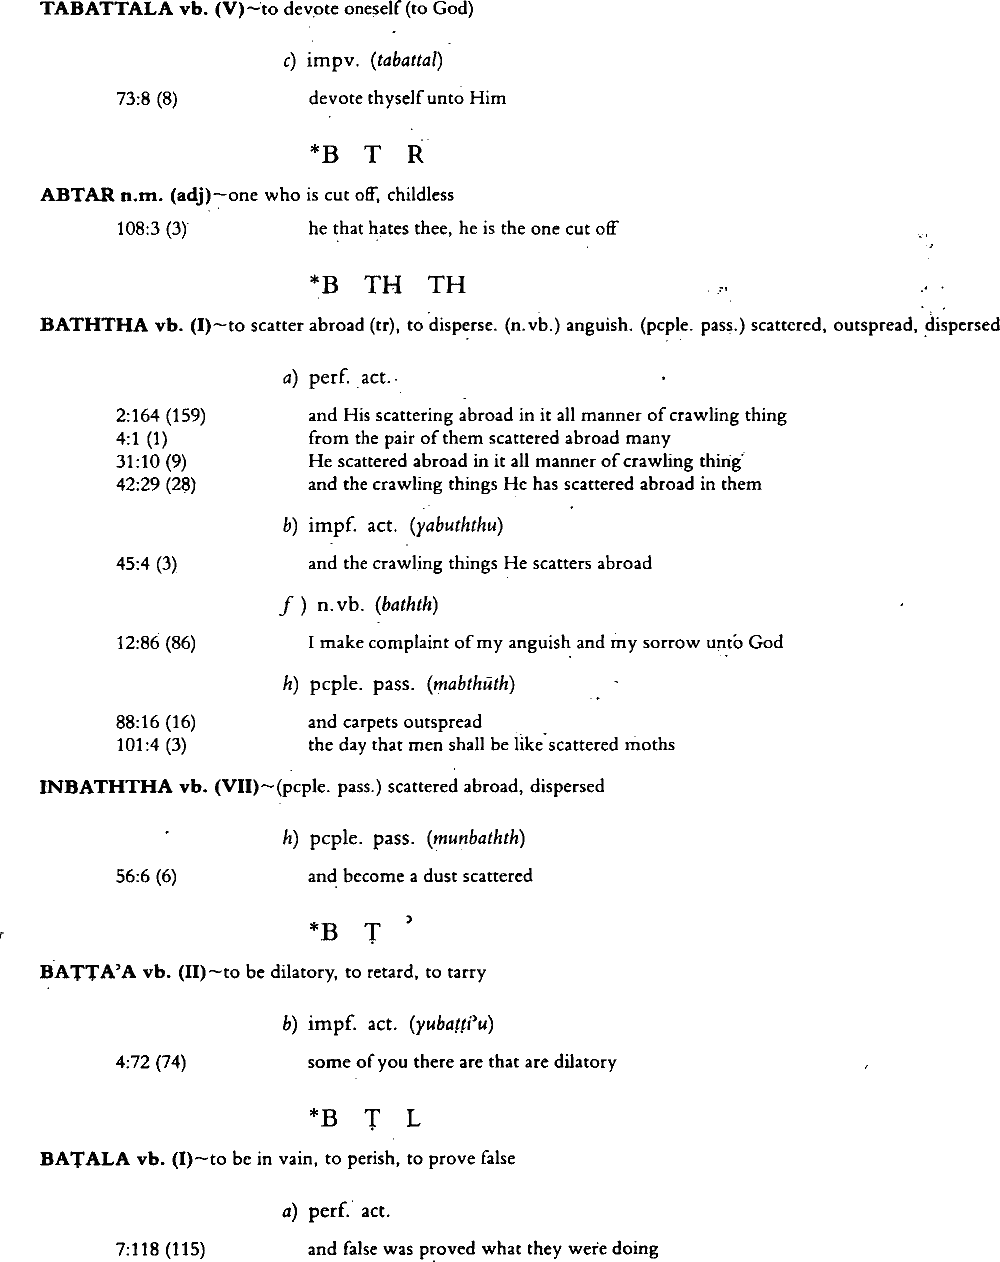 TABATTALA vb. (V)~to devote oneself (to God)
c) impv. (tabattal)
73:8 (8) devote thyself unto Him
*B T R
ABTAR n.m. (adj)~one who is cut off, childless
108:3 (3) he that hates thee, he is the one cut off
*B TH TH
BATHTHA vb. (I)~to scatter abroad (tr), to disperse. (n.vb.) anguish. (pcple. pass.) scattered, outspread, dispersed
a) perf. act.
2:164 (159) and His scattering abroad in it all manner of crawling thing
4:1 (1) from the pair of them scattered abroad many
31:10 (9) He scattered abroad in it all manner of crawling thing
42:29 (28) and the crawling things He has scattered abroad in them
b) impf. act. (yabuththu)
45:4 (3) and the crawling things He scatters abroad
f ) n.vb. (bathth)
12:86 (86) I make complaint of my anguish and my sorrow unto God
h) pcple. pass. (mabthūth)
88:16 (16) and carpets outspread
101:4 (3) the day that men shall be like scattered moths
INBATHTHA vb. (VII)~(pcple. pass.) scattered abroad, dispersed
h) pcple. pass. (munbathth)
56:6 (6) and become a dust scattered
*B Ṭ ʾ
BAṬṬAʾA vb. (II)~to be dilatory, to retard, to tarry
b) impf. act. (yubaṭṭiʾu)
4:72 (74) some of you there are that are dilatory
*B Ṭ L
BAṬALA vb. (I)~to be in vain, to perish, to prove false
a) perf. act.
7:118 (115) and false was proved what they were doing